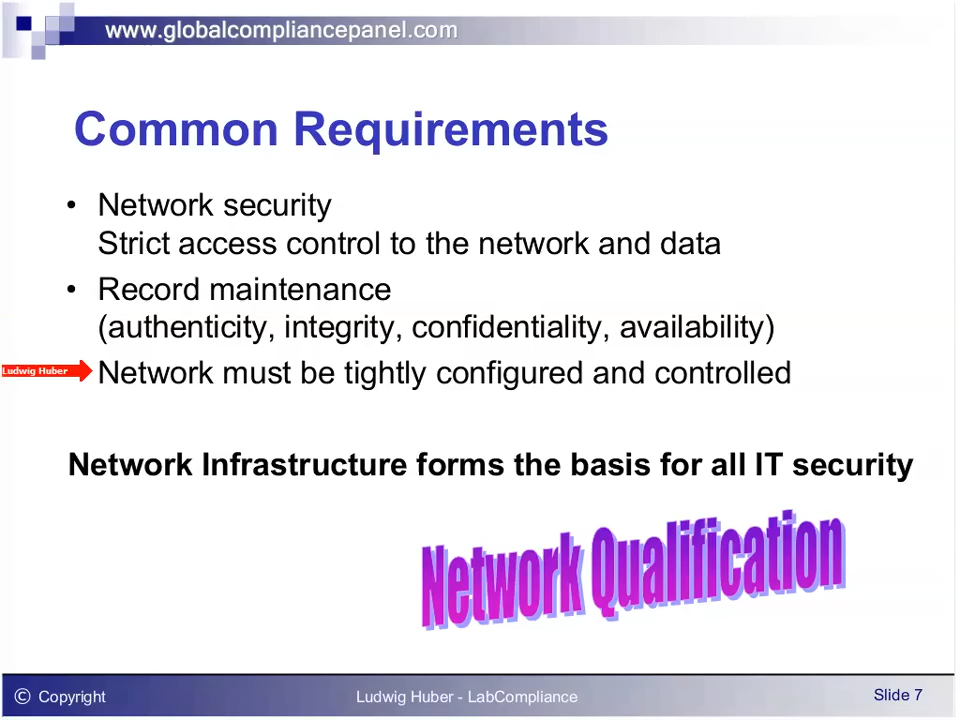 www.globalcompliancepanel.com
Common Requirements
• Network security
Strict access control to the network and data
• Record maintenance
(authenticity, integrity, confidentiality, availability)
Ludwig Huber
Network must be tightly configured and controlled
Network Infrastructure forms the basis for all IT security
Network Qualification
© Copyright
Ludwig Huber - LabCompliance
Slide 7